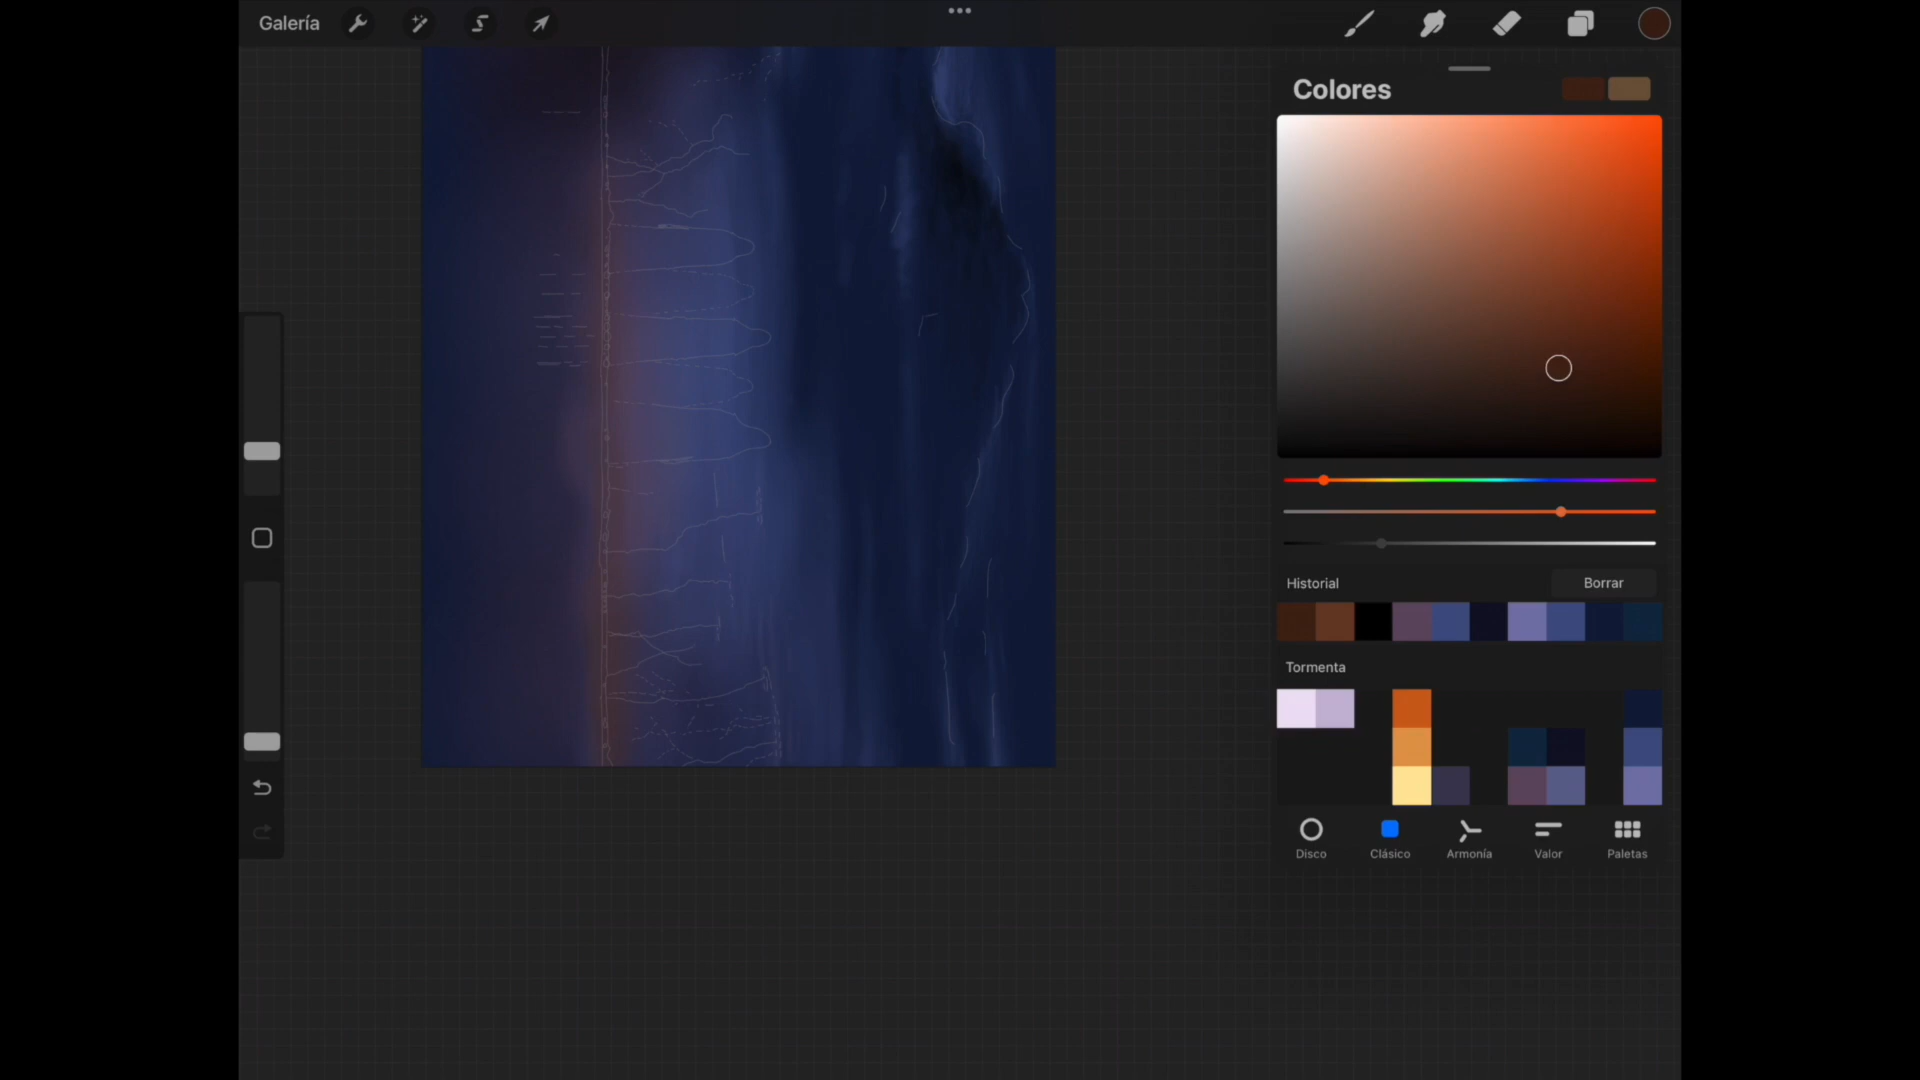 Galería
Colores
Historial
Borrar
Tormenta
Disco
Clásico
Armonía
Valor
Paletas